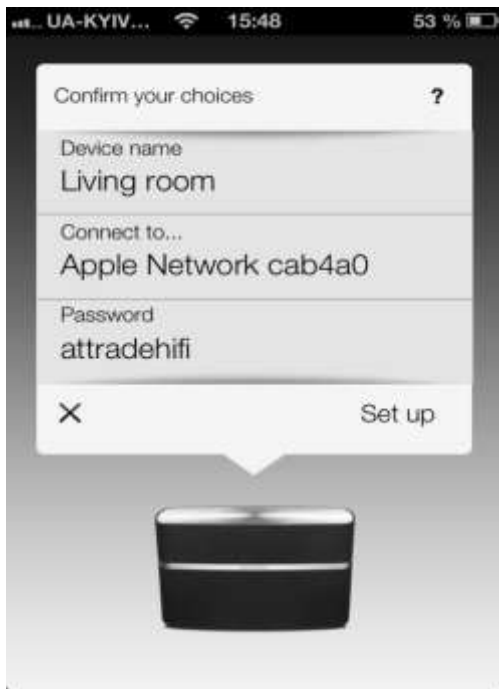 UA-KYIV... 15:48 53 %
Confirm your choices ?
Device name
Living room
Connect to...
Apple Network cab4a0
Password
attradehifi
Set up